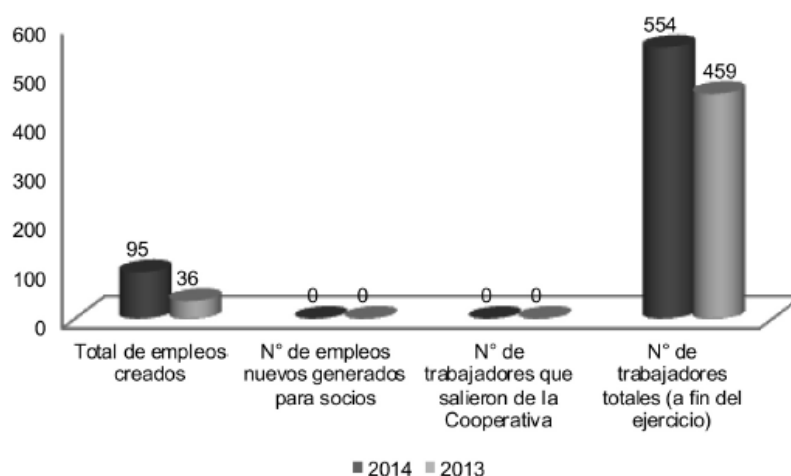 600
500
400
300
200
100
0
95
36
0
0
0
0
554
459
Total de empleos
creados
N° de empleos
nuevos generados
para socios
N° de
trabajadores que
salieron de la
Cooperativa
N° de
trabajadores
totales (a fin del
ejercicio)
2014 2013